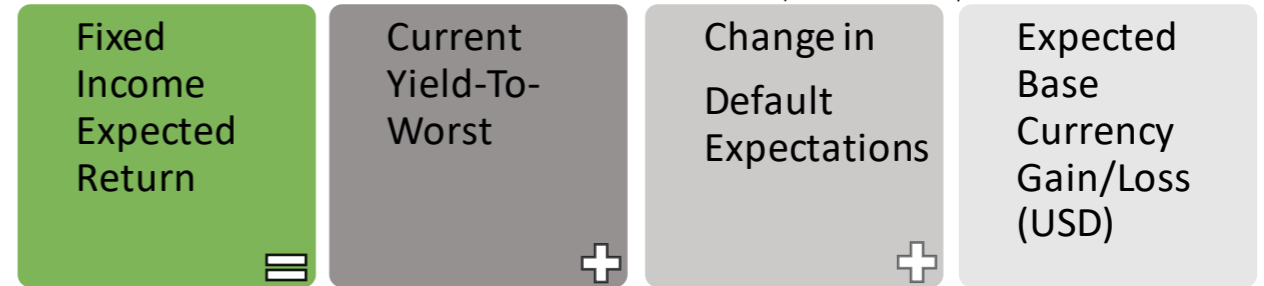 Fixed
Income
Expected
Return
=
Current
Yield-To-
Worst
+
Change in
Default
Expectations
+
Expected
Base
Currency
Gain/Loss
(USD)